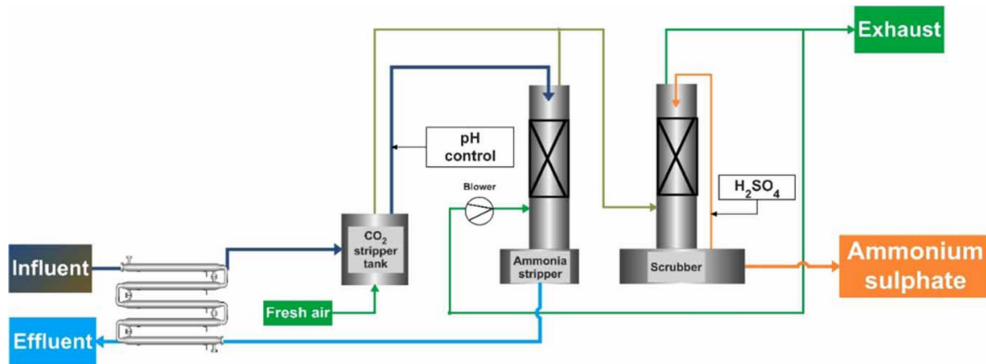 Exhaust
pH
control
H₂SO₄
Blower
CO₂
stripper
tank
Influent
Ammonia
stripper
Scrubber
Ammonium
sulphate
Fresh air
Effluent